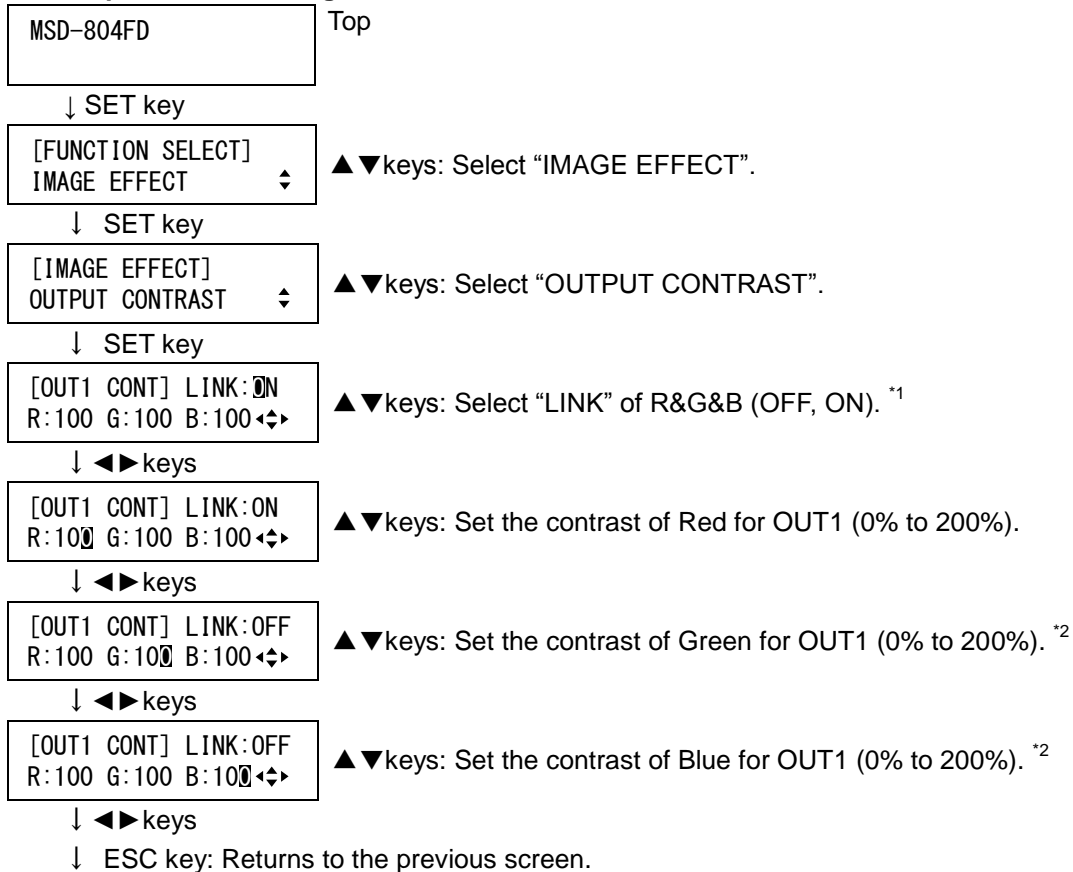 MSD-804FD
Top
↓ SET key
[FUNCTION SELECT]
IMAGE EFFECT
▲▼keys: Select “IMAGE EFFECT”.
↓ SET key
[IMAGE EFFECT]
OUTPUT CONTRAST
▲▼keys: Select “OUTPUT CONTRAST”.
↓ SET key
[OUT1 CONT] LINK:ON
R:100 G:100 B:100
▲▼keys: Select “LINK” of R&G&B (OFF, ON). *1
↓ ◄►keys
[OUT1 CONT] LINK:ON
R:100 G:100 B:100
▲▼keys: Set the contrast of Red for OUT1 (0% to 200%).
↓ ◄►keys
[OUT1 CONT] LINK:OFF
R:100 G:100 B:100
▲▼keys: Set the contrast of Green for OUT1 (0% to 200%). *2
↓ ◄►keys
[OUT1 CONT] LINK:OFF
R:100 G:100 B:100
▲▼keys: Set the contrast of Blue for OUT1 (0% to 200%). *2
↓ ◄►keys
↓ ESC key: Returns to the previous screen.